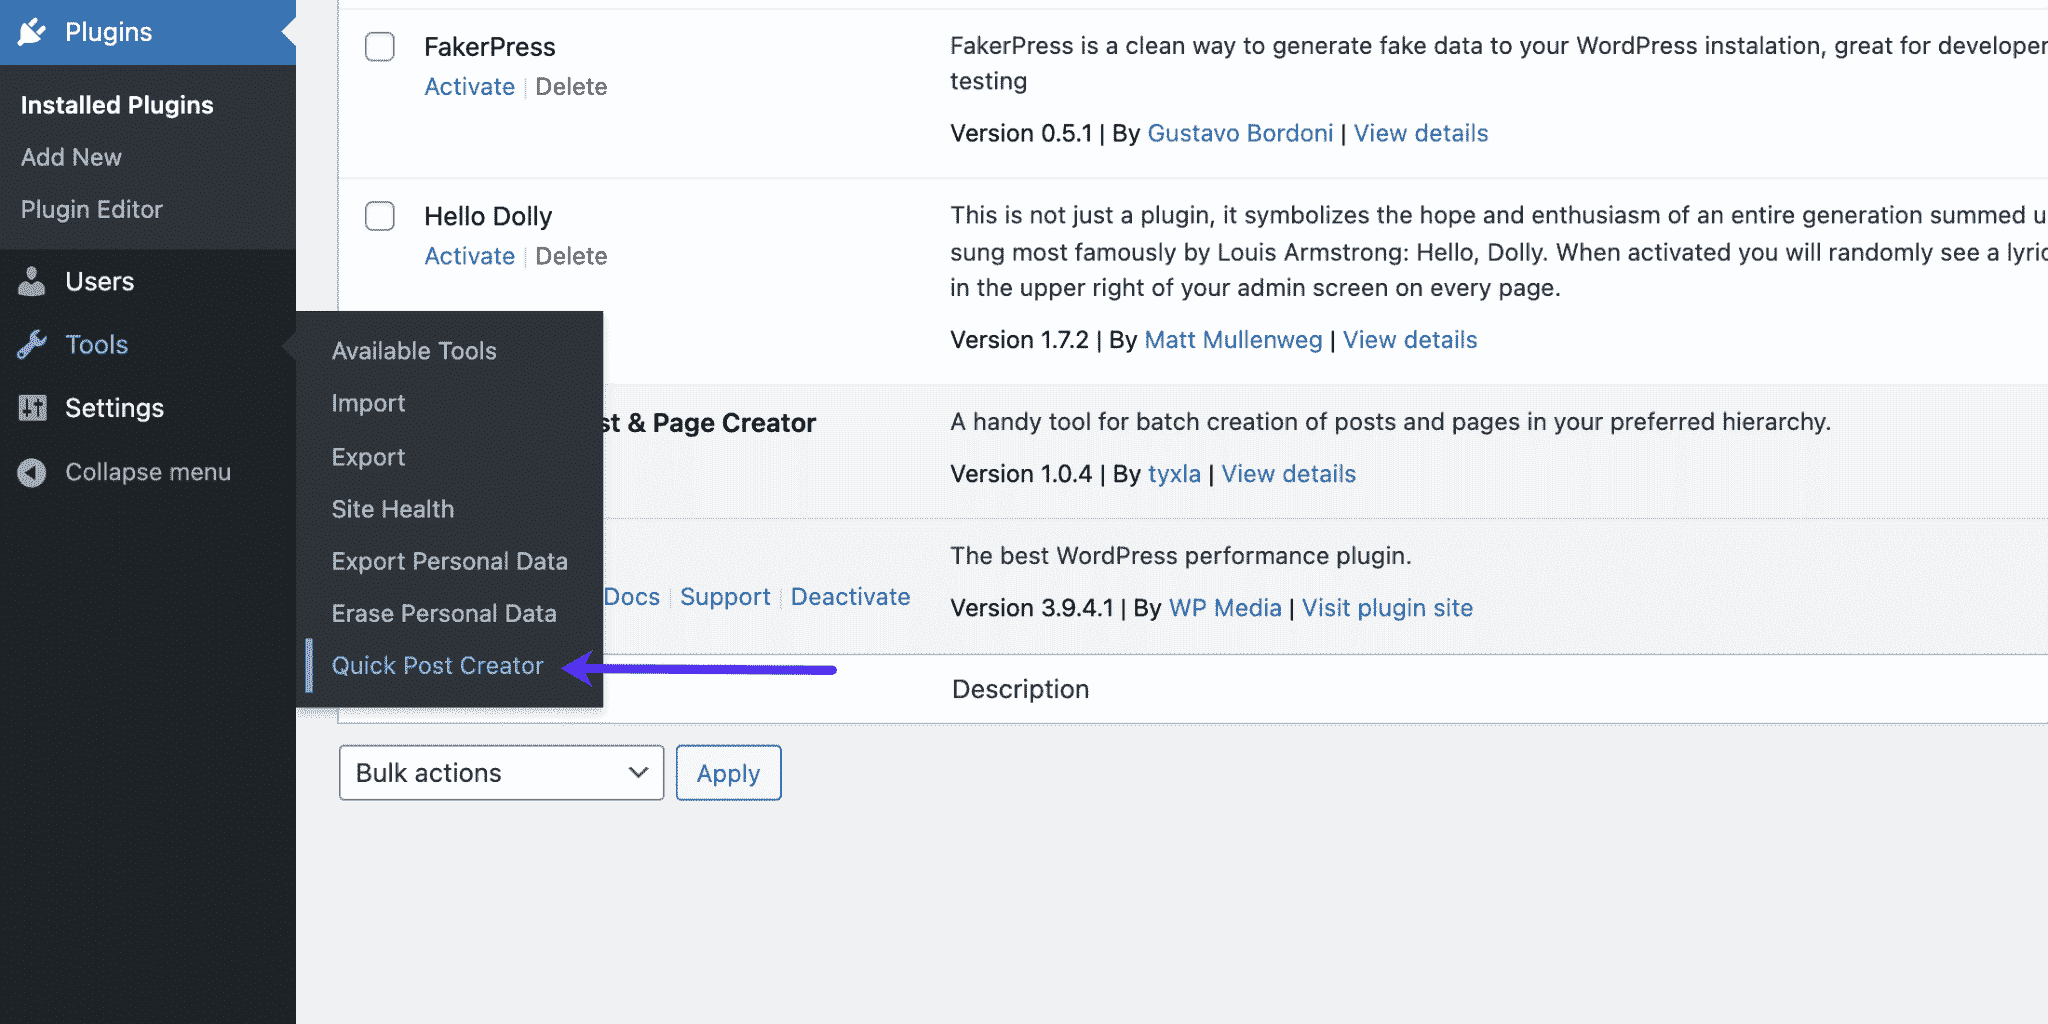 Plugins
Installed Plugins
Add New
Plugin Editor
Users
Tools
Settings
Collapse menu
Available Tools
Import
Export
Site Health
Export Personal Data
Erase Personal Data
Quick Post Creator
FakerPress
Activate | Delete
FakerPress is a clean way to generate fake data to your WordPress instalation, great for developer
testing
Version 0.5.1 | By Gustavo Bordoni | View details
Hello Dolly
Activate | Delete
This is not just a plugin, it symbolizes the hope and enthusiasm of an entire generation summed u
sung most famously by Louis Armstrong: Hello, Dolly. When activated you will randomly see a lyric
in the upper right of your admin screen on every page.
Version 1.7.2 | By Matt Mullenweg | View details
st & Page Creator
A handy tool for batch creation of posts and pages in your preferred hierarchy.
Version 1.0.4 | By tyxla | View details
Docs | Support | Deactivate
The best WordPress performance plugin.
Version 3.9.4.1 | By WP Media | Visit plugin site
Description
Bulk actions
Apply